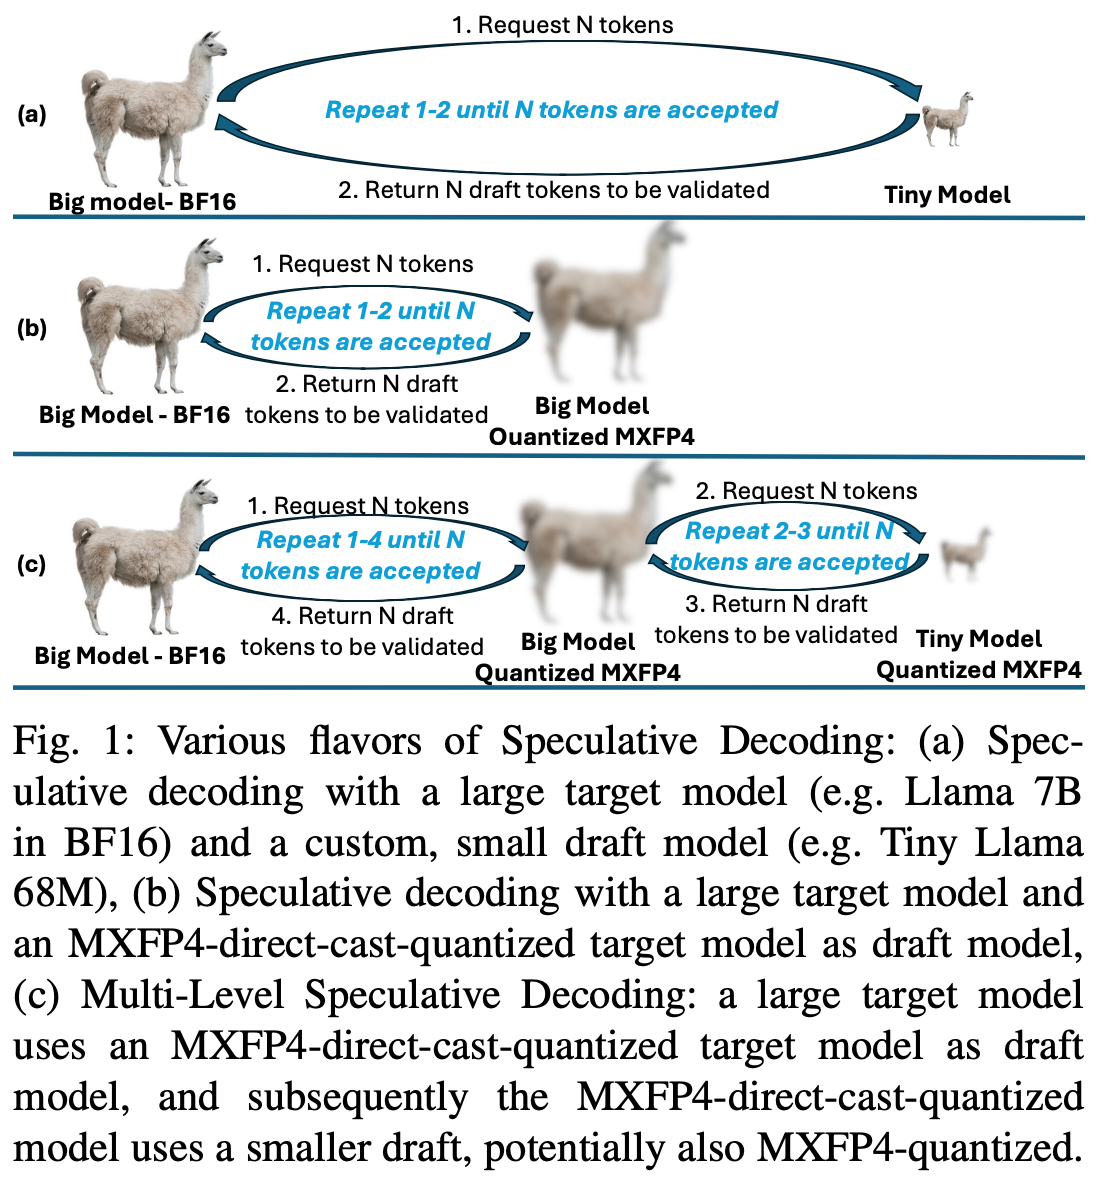 1. Request N tokens
(a)
Repeat 1-2 until N tokens are accepted
2. Return N draft tokens to be validated
Big model- BF16
Tiny Model
1. Request N tokens
(b)
Repeat 1-2 until N
tokens are accepted
2. Return N draft
tokens to be validated
Big Model - BF16
Big Model
Quantized MXFP4
1. Request N tokens
2. Request N tokens
(c)
Repeat 1-4 until N
tokens are accepted
Repeat 2-3 until N
tokens are accepted
4. Return N draft
tokens to be validated
3. Return N draft
tokens to be validated
Big Model - BF16
Big Model
Quantized MXFP4
Tiny Model
Quantized MXFP4
Fig. 1: Various flavors of Speculative Decoding: (a) Spec-
ulative decoding with a large target model (e.g. Llama 7B
in BF16) and a custom, small draft model (e.g. Tiny Llama
68M), (b) Speculative decoding with a large target model and
an MXFP4-direct-cast-quantized target model as draft model,
(c) Multi-Level Speculative Decoding: a large target model
uses an MXFP4-direct-cast-quantized target model as draft
model, and subsequently the MXFP4-direct-cast-quantized
model uses a smaller draft, potentially also MXFP4-quantized.